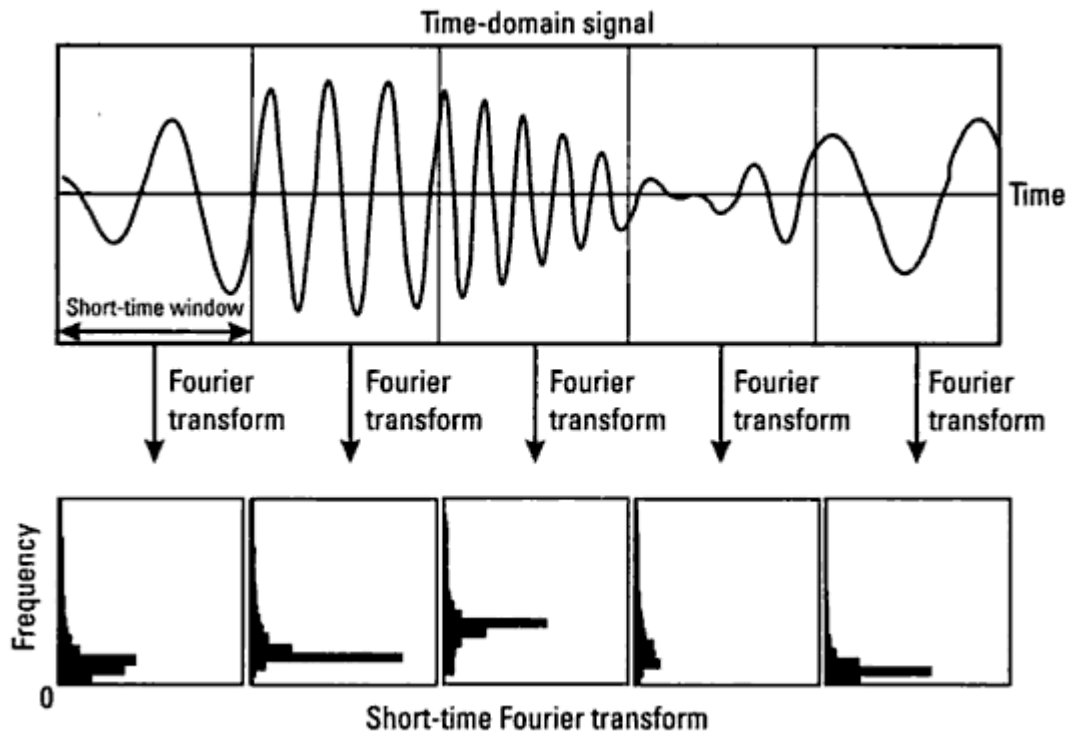 Time-domain signal
Time
Short-time window
Fourier
transform
Fourier
transform
Fourier
transform
Fourier
transform
Fourier
transform
Frequency
0
Short-time Fourier transform